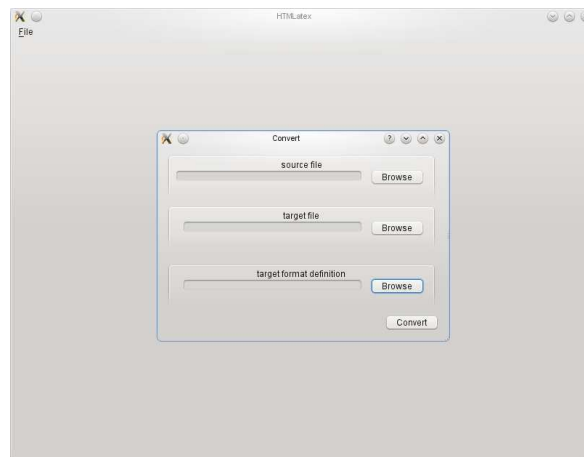 HTMLatex
File
Convert
source file
Browse
target file
Browse
target format definition
Browse
Convert